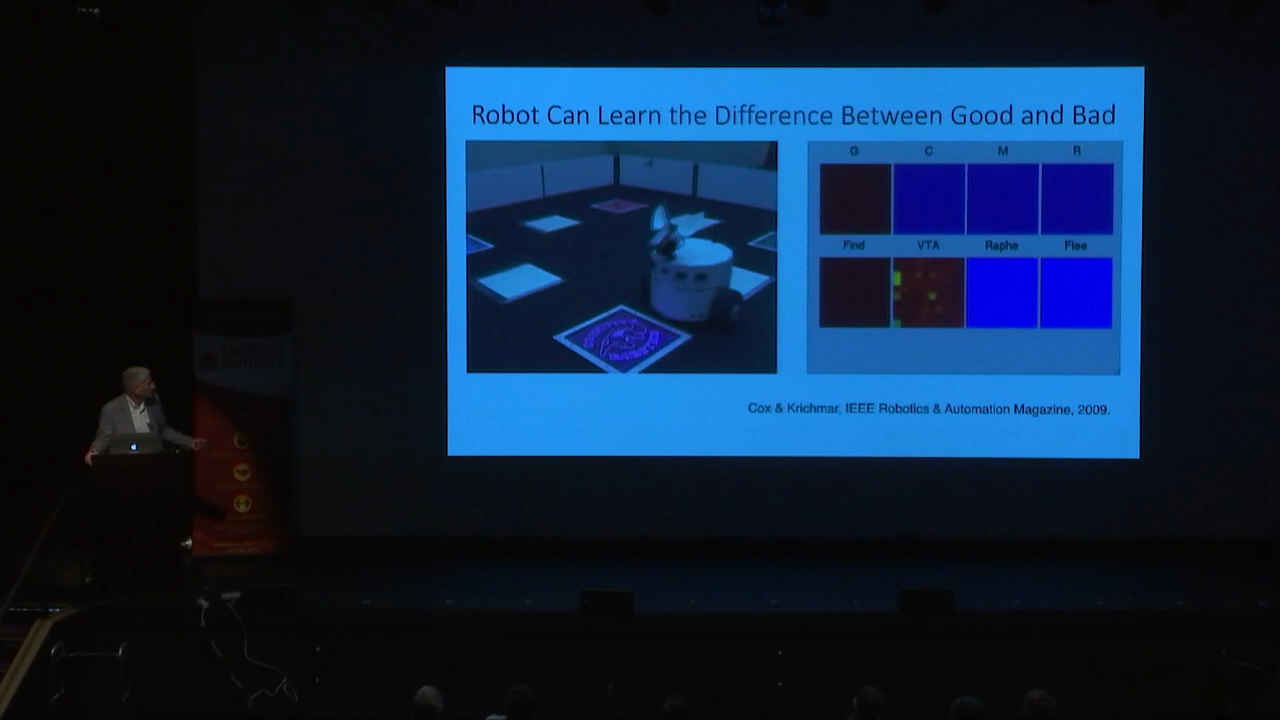 Robot Can Learn the Difference Between Good and Bad
G C M R
Find VTA Raphe Flee
Cox & Krichmar, IEEE Robotics & Automation Magazine, 2009.